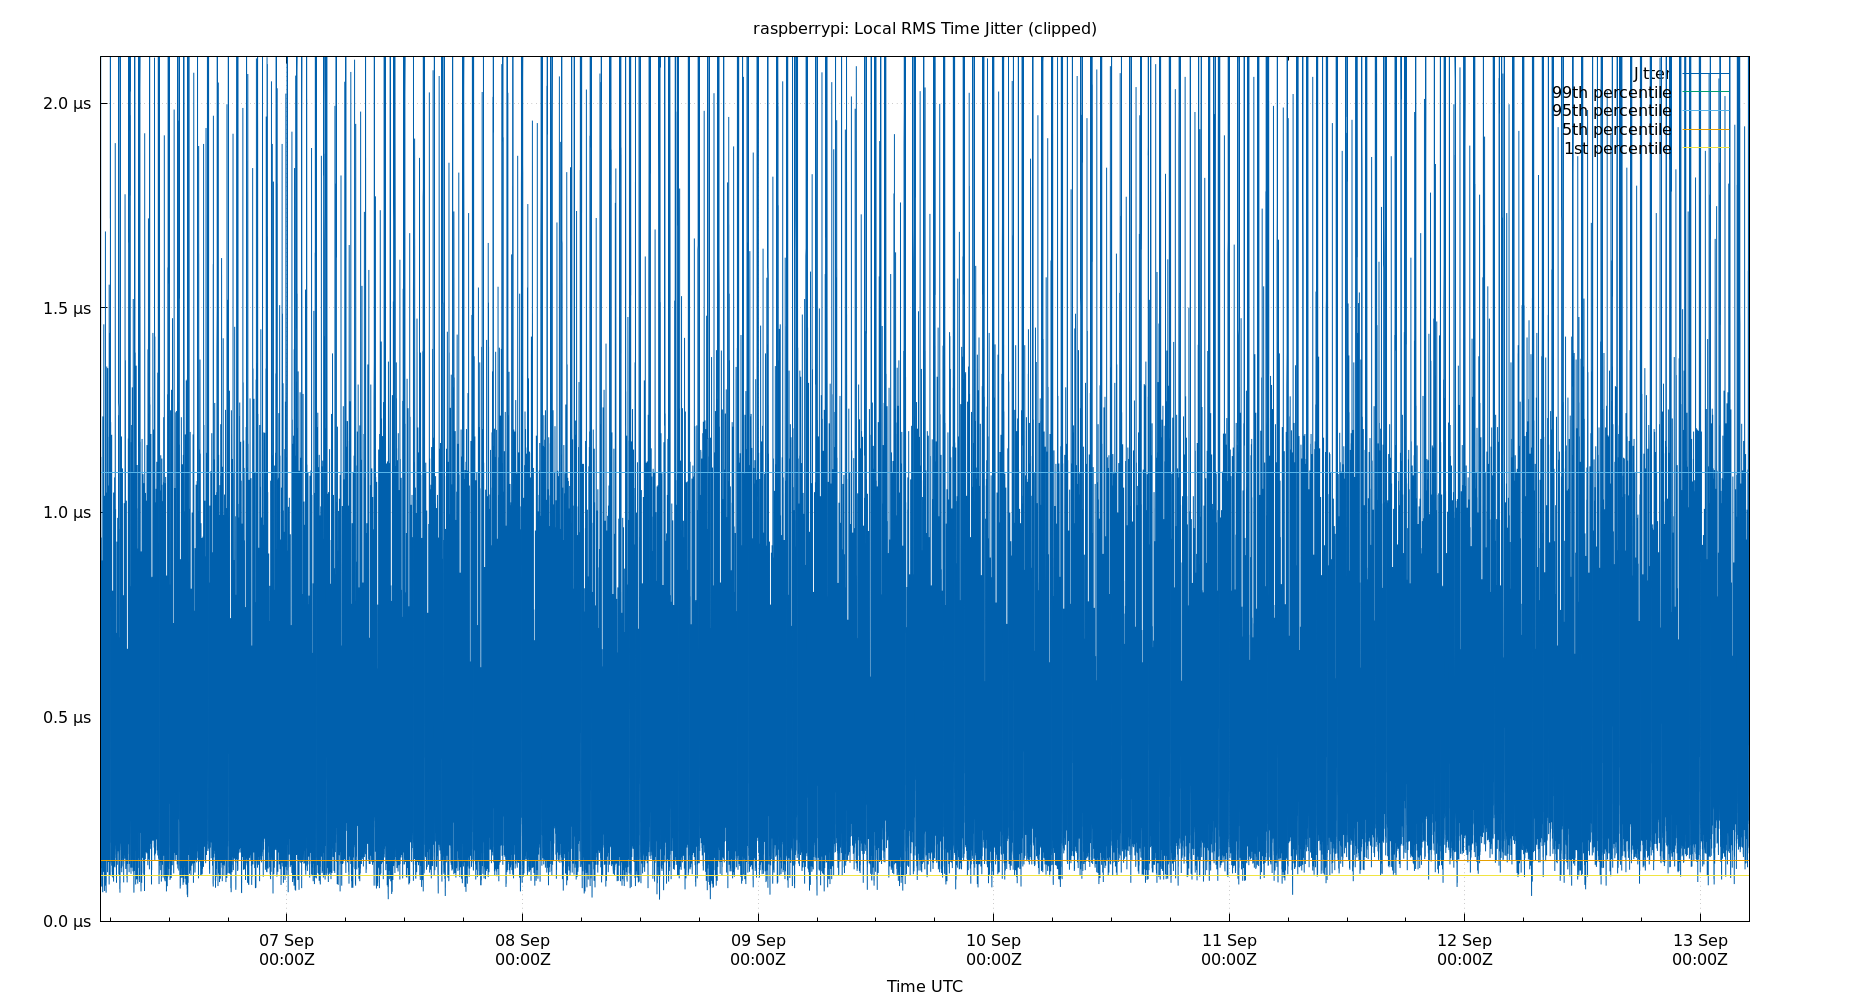 raspberrypi: Local RMS Time Jitter (clipped)
Jitter
99th percentile
95th percentile
5th percentile
1st percentile
2.0 µs
1.5 µs
1.0 µs
0.5 µs
0.0 µs
07 Sep 08 Sep 09 Sep 10 Sep 11 Sep 12 Sep 13 Sep
00:00Z 00:00Z 00:00Z 00:00Z 00:00Z 00:00Z 00:00Z
Time UTC